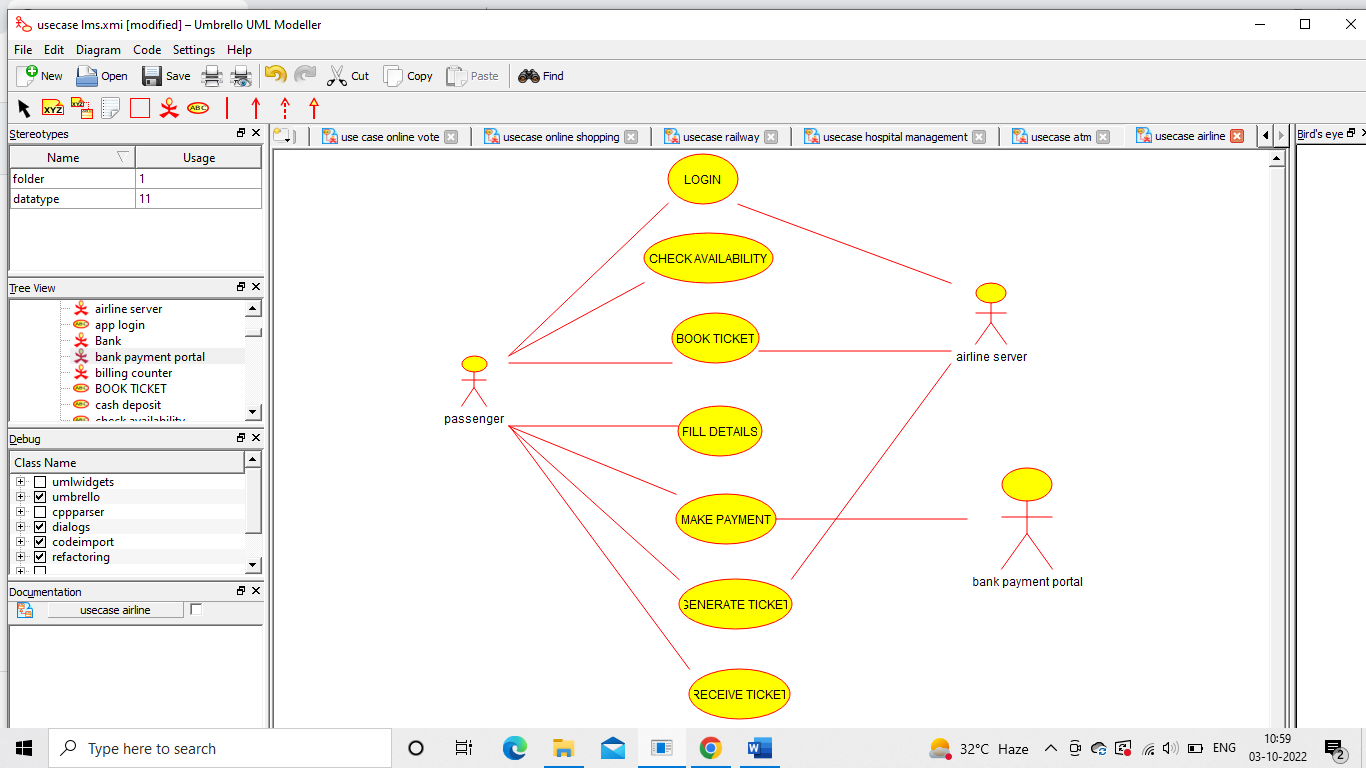 usecase lms.xmi [modified] – Umbrello UML Modeller
File Edit Diagram Code Settings Help
New Open Save Cut Copy Paste Find
XYZ XYZ ABC
Stereotypes
Name Usage
folder 1
datatype 11
Tree View
airline server
app login
Bank
bank payment portal
billing counter
BOOK TICKET
cash deposit
check availability
Debug
Class Name
umlwidgets
umbrello
cppparser
dialogs
codeimport
refactoring
Documentation
usecase airline
use case online vote usecase online shopping usecase railway usecase hospital management usecase atm usecase airline
Bird's eye
LOGIN
CHECK AVAILABILITY
BOOK TICKET
airline server
passenger
FILL DETAILS
MAKE PAYMENT
bank payment portal
GENERATE TICKET
RECEIVE TICKET
Type here to search
32°C Haze
ENG
10:59
03-10-2022
2